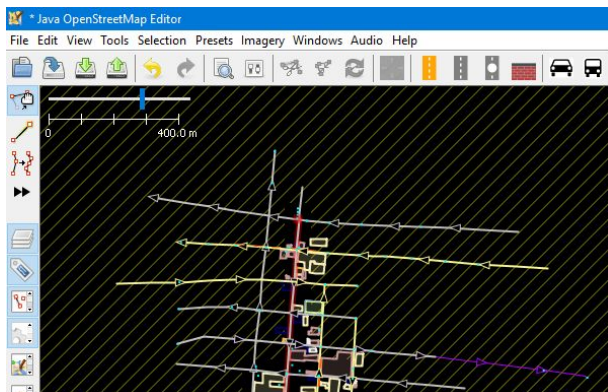 * Java OpenStreetMap Editor
File Edit View Tools Selection Presets Imagery Windows Audio Help
0 400.0 m